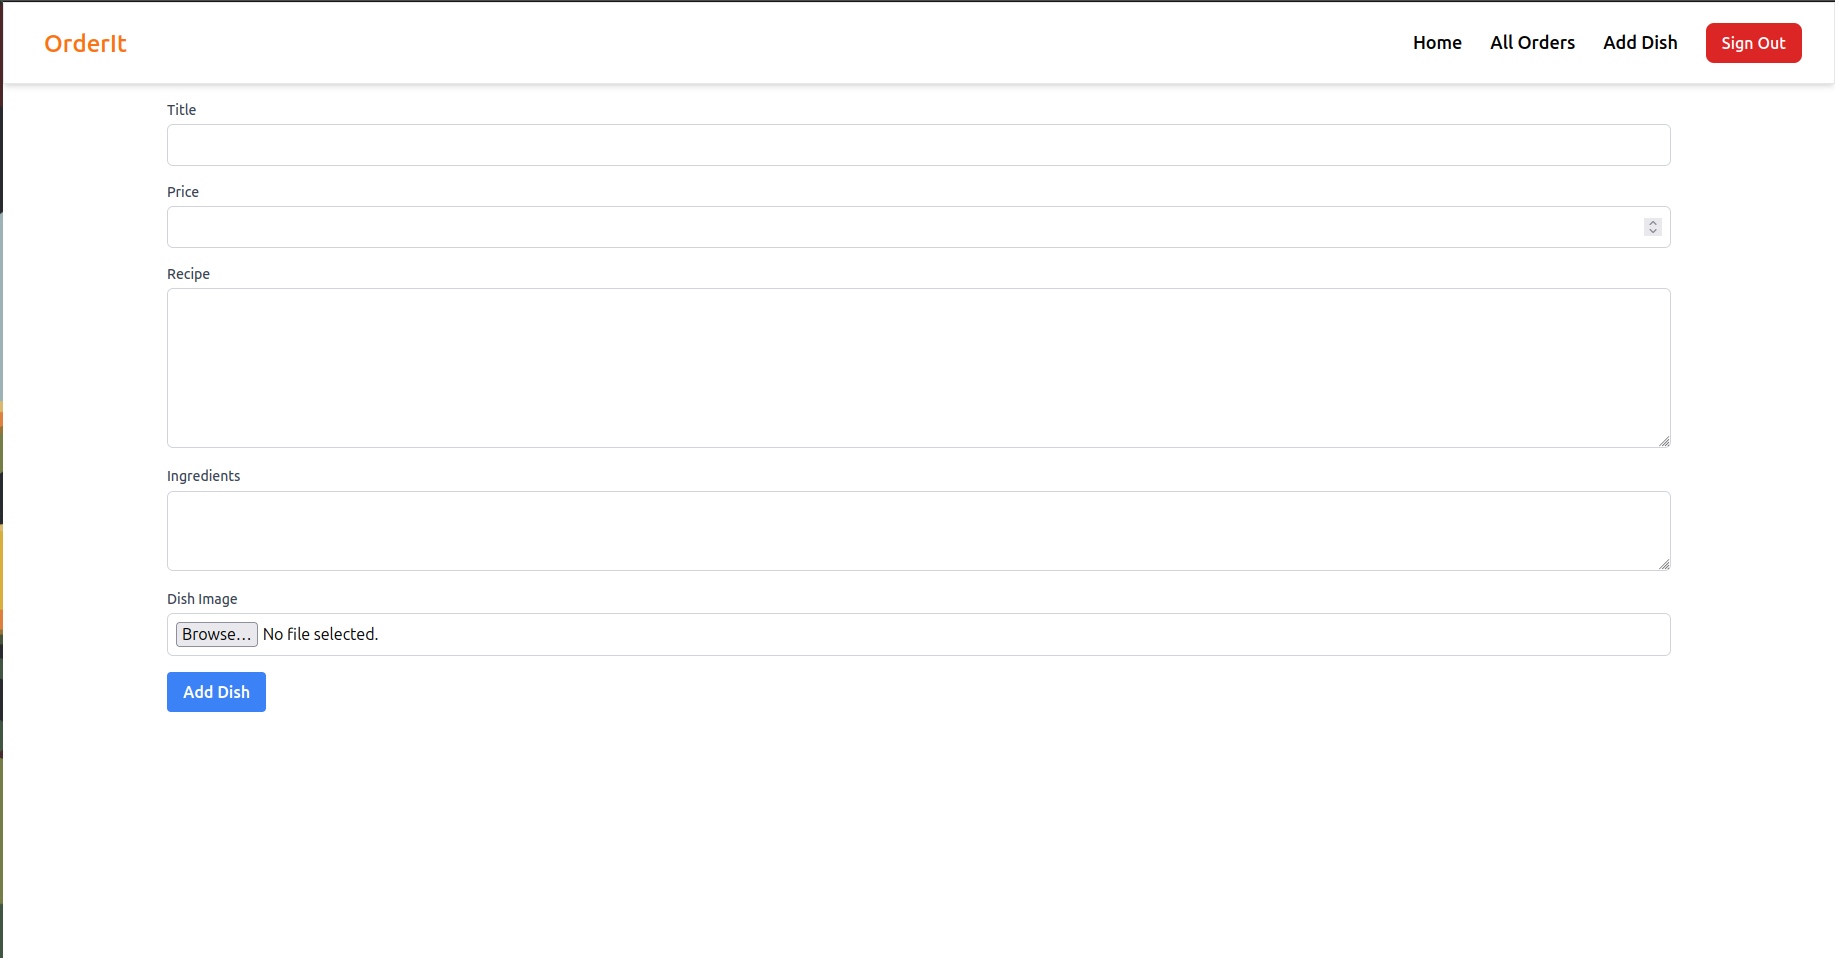 OrderIt
Home All Orders Add Dish Sign Out
Title
Price
Recipe
Ingredients
Dish Image
Browse... No file selected.
Add Dish